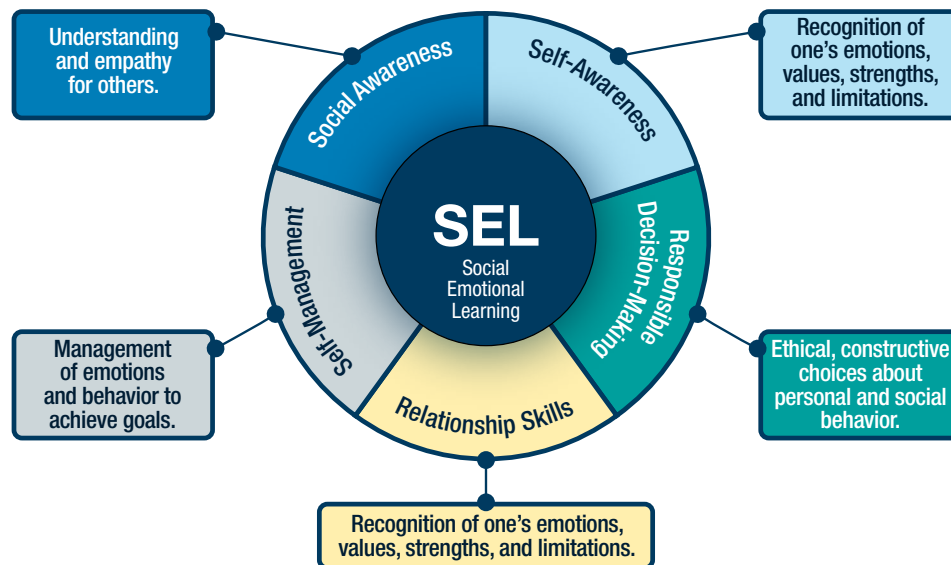 Understanding
and empathy
for others.
Social Awareness
Self-Awareness
Recognition of
one’s emotions,
values, strengths,
and limitations.
SEL
Social
Emotional
Learning
Self-Management
Responsible
Decision-Making
Management
of emotions
and behavior to
achieve goals.
Ethical, constructive
choices about
personal and social
behavior.
Relationship Skills
Recognition of one’s emotions,
values, strengths, and limitations.